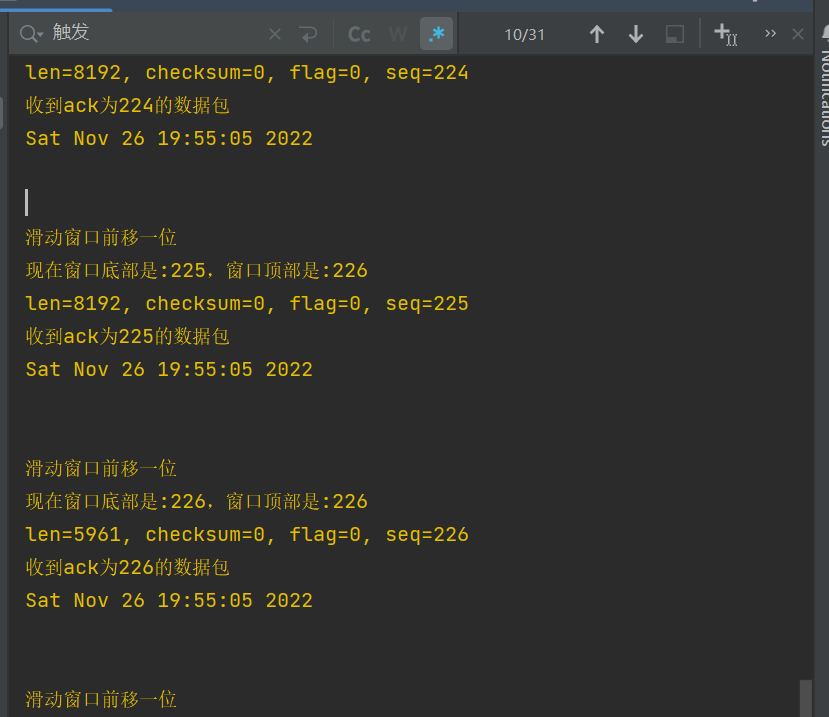 触发
Cc
W
.*
10/31
Notifications
len=8192, checksum=0, flag=0, seq=224
收到ack为224的数据包
Sat Nov 26 19:55:05 2022
滑动窗口前移一位
现在窗口底部是:225，窗口顶部是:226
len=8192, checksum=0, flag=0, seq=225
收到ack为225的数据包
Sat Nov 26 19:55:05 2022
滑动窗口前移一位
现在窗口底部是:226，窗口顶部是:226
len=5961, checksum=0, flag=0, seq=226
收到ack为226的数据包
Sat Nov 26 19:55:05 2022
滑动窗口前移一位